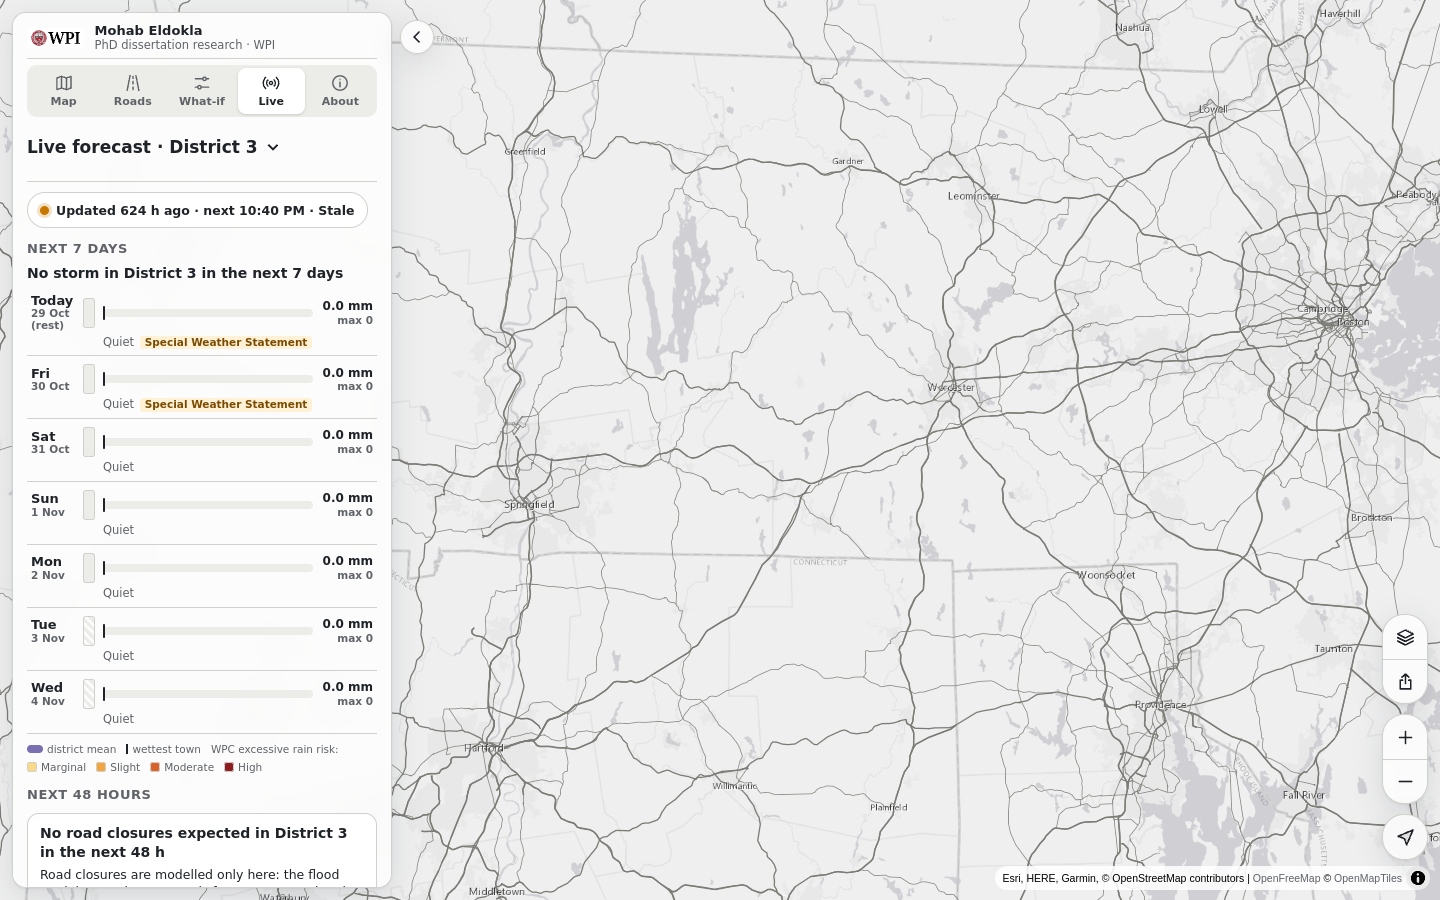 WPI
Mohab Eldokla
PhD dissertation research · WPI
Map
Roads
What-if
Live
About
Live forecast · District 3
Updated 624 h ago · next 10:40 PM · Stale
NEXT 7 DAYS
No storm in District 3 in the next 7 days
Today
29 Oct
(rest)
0.0 mm
max 0
Quiet
Special Weather Statement
Fri
30 Oct
0.0 mm
max 0
Quiet
Special Weather Statement
Sat
31 Oct
0.0 mm
max 0
Quiet
Sun
1 Nov
0.0 mm
max 0
Quiet
Mon
2 Nov
0.0 mm
max 0
Quiet
Tue
3 Nov
0.0 mm
max 0
Quiet
Wed
4 Nov
0.0 mm
max 0
Quiet
district mean
wettest town
WPC excessive rain risk:
Marginal
Slight
Moderate
High
NEXT 48 HOURS
No road closures expected in District 3
in the next 48 h
Road closures are modelled only here: the flood
VERMONT
Nashua
Haverhill
Lowell
Greenfield
Gardner
Leominster
Peabody
Cambridge
Boston
Worcester
Springfield
Brockton
CONNECTICUT
Woonsocket
Taunton
Providence
Hartford
Willimantic
Plainfield
Fall River
Middletown
Waterbury
Esri, HERE, Garmin, © OpenStreetMap contributors | OpenFreeMap © OpenMapTiles